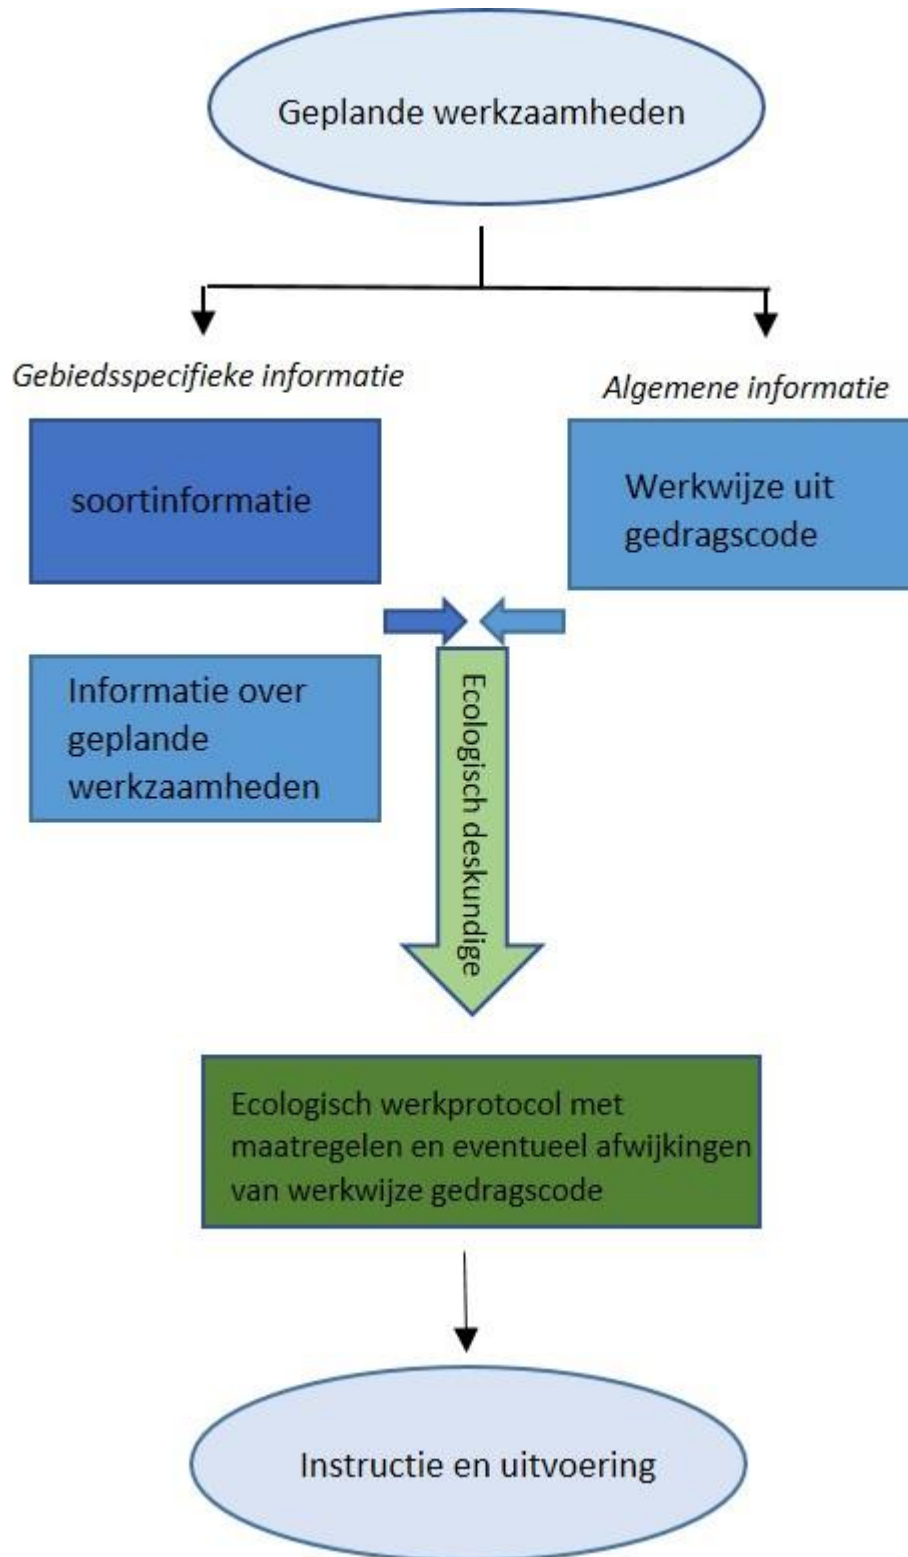 Geplande werkzaamheden
Gebiedsspecifieke informatie
Algemene informatie
soortinformatie
Werkwijze uit
gedragscode
Informatie over
geplande
werkzaamheden
Ecologisch deskundige
Ecologisch werkprotocol met
maatregelen en eventueel afwijkingen
van werkwijze gedragscode
Instructie en uitvoering